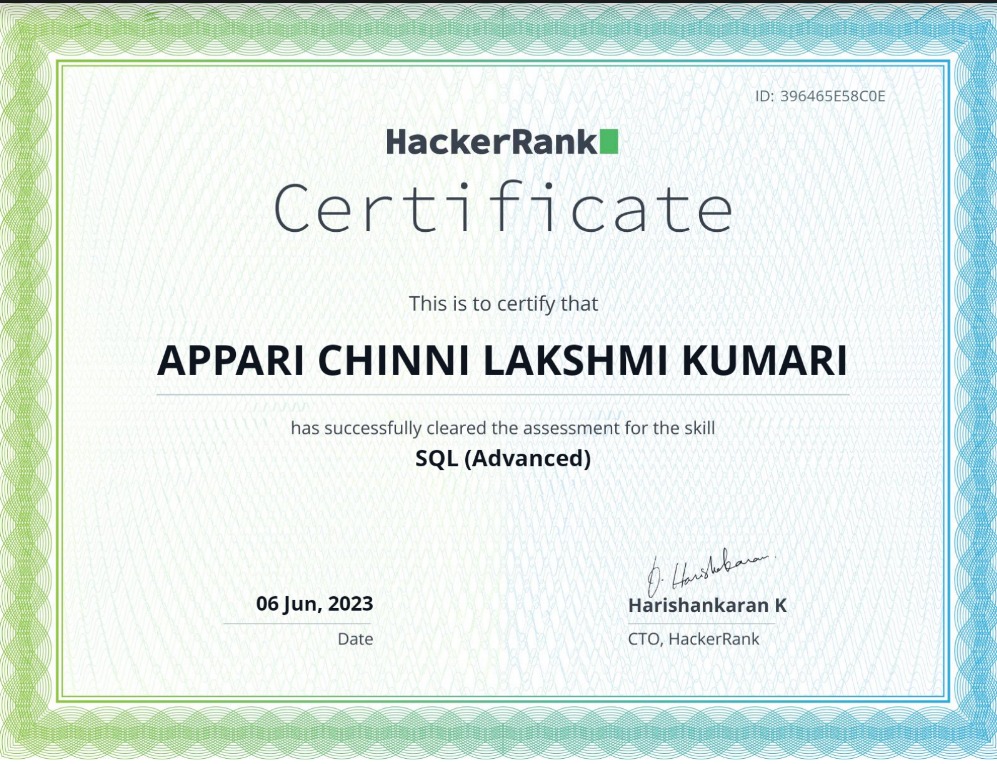 ID: 396465E58C0E
HackerRank
Certificate
This is to certify that
APPARI CHINNI LAKSHMI KUMARI
has successfully cleared the assessment for the skill
SQL (Advanced)
06 Jun, 2023
Date
Harishankaran K
CTO, HackerRank